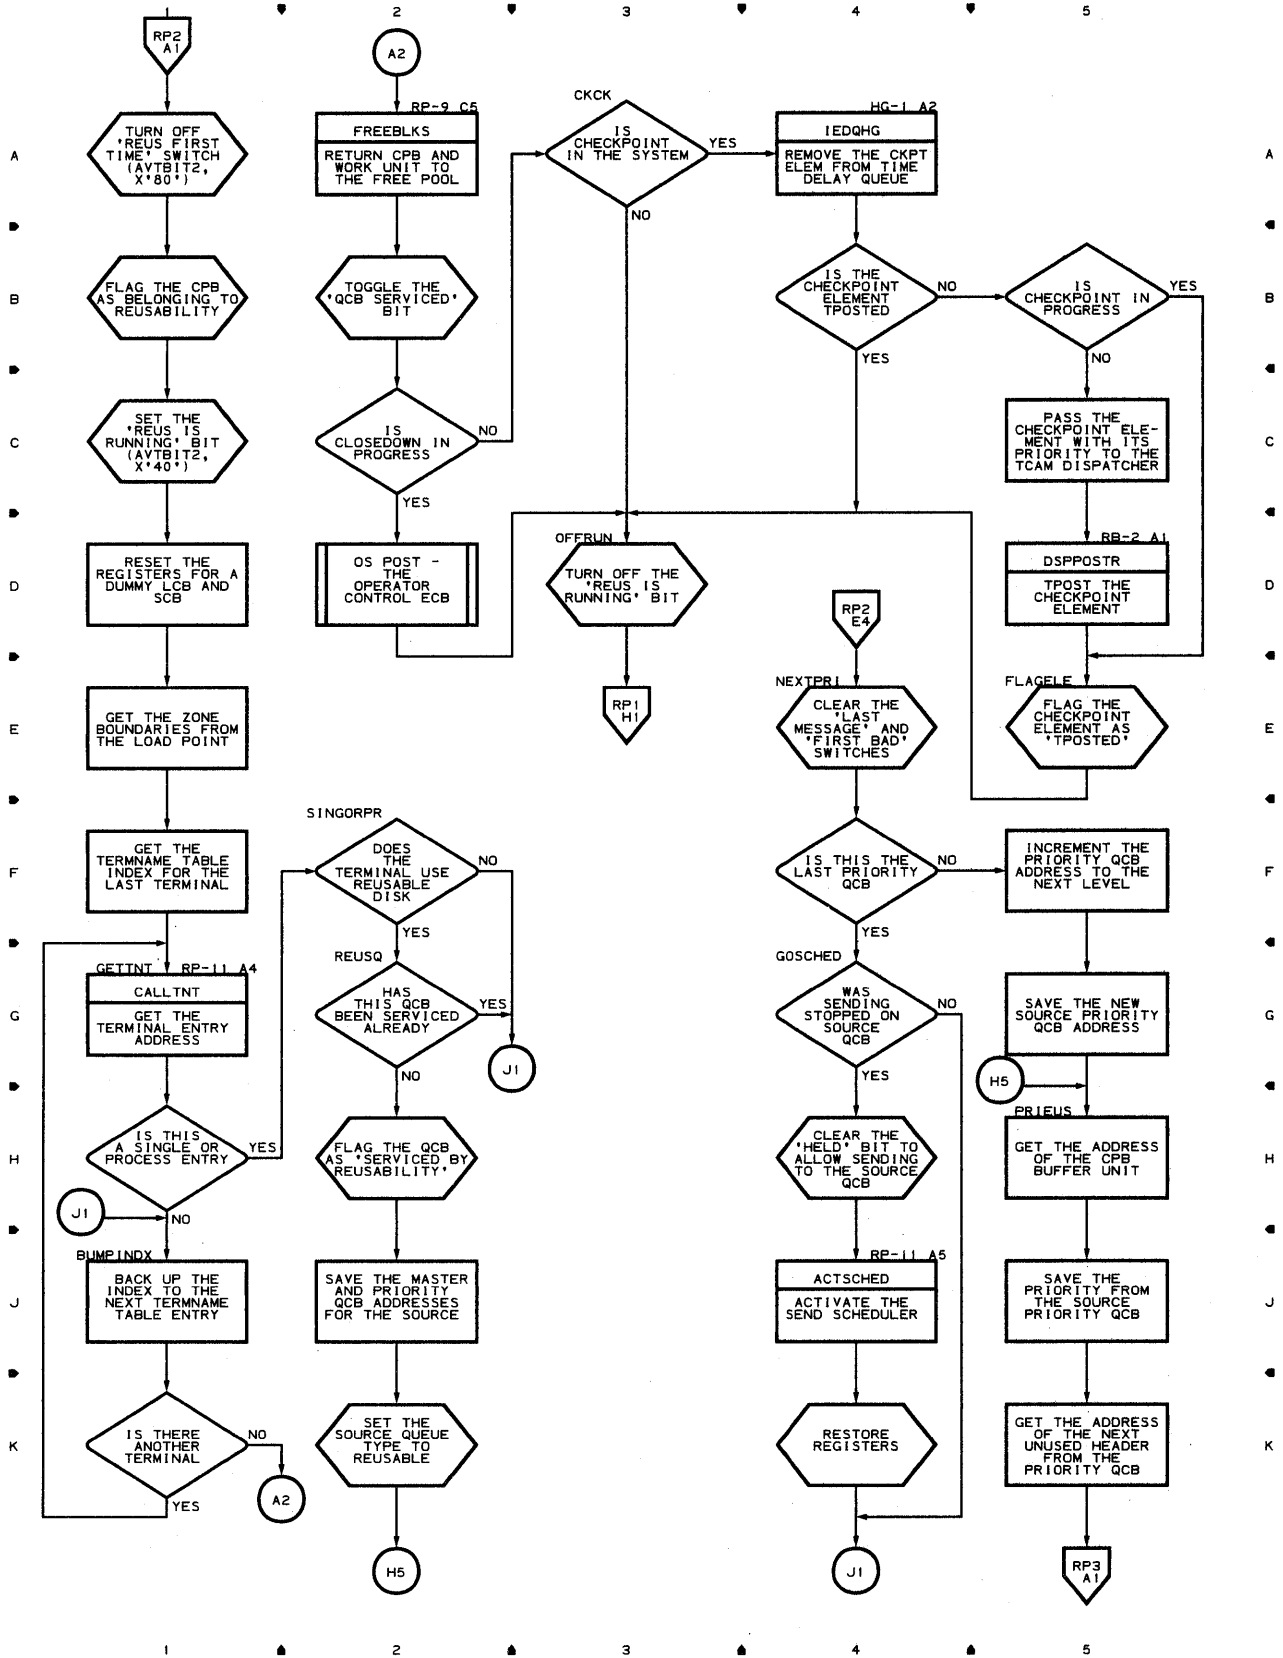 1 2 3 4 5
RP2
A1
TURN OFF
'REUS FIRST
TIME' SWITCH
(AVTBIT2,
X'80')
FLAG THE CPB
AS BELONGING TO
REUSABILITY
SET THE
'REUS IS
RUNNING' BIT
(AVTBIT2,
X'40')
RESET THE
REGISTERS FOR A
DUMMY LCB AND
SCB
GET THE ZONE
BOUNDARIES FROM
THE LOAD POINT
GET THE
TERMNAME TABLE
INDEX FOR THE
LAST TERMINAL
GETTNT RP-11 A4
CALLTNT
GET THE
TERMINAL ENTRY
ADDRESS
IS THIS
A SINGLE OR
PROCESS ENTRY
YES
J1
NO
BUMPINDX
BACK UP THE
INDEX TO THE
NEXT TERMNAME
TABLE ENTRY
IS THERE
ANOTHER
TERMINAL
NO
YES
A2
A2
RP-9 C5
FREEBLKS
RETURN CPB AND
WORK UNIT TO
THE FREE POOL
TOGGLE THE
'QCB SERVICED'
BIT
IS
CLOSEDOWN IN
PROGRESS
NO
YES
OS POST -
THE
OPERATOR
CONTROL ECB
SINGORPR
DOES
THE
TERMINAL USE
REUSABLE
DISK
NO
YES
REUSQ
HAS
THIS QCB
BEEN SERVICED
ALREADY
YES
J1
NO
FLAG THE QCB
AS 'SERVICED BY
REUSABILITY'
SAVE THE MASTER
AND PRIORITY
QCB ADDRESSES
FOR THE SOURCE
SET THE
SOURCE QUEUE
TYPE TO
REUSABLE
H5
CKCK
IS
CHECKPOINT
IN THE SYSTEM
YES
NO
OFFRUN
TURN OFF THE
'REUS IS
RUNNING' BIT
RP1
H1
HG-1 A2
IEDQHG
REMOVE THE CKPT
ELEM FROM TIME
DELAY QUEUE
IS THE
CHECKPOINT
ELEMENT
TPOSTED
NO
YES
RP2
E4
NEXTPRI
CLEAR THE
'LAST
MESSAGE' AND
'FIRST BAD'
SWITCHES
IS THIS THE
LAST PRIORITY
QCB
NO
YES
GOSCHED
WAS
SENDING
STOPPED ON
SOURCE
QCB
NO
YES
CLEAR THE
'HELD' BIT TO
ALLOW SENDING
TO THE SOURCE
QCB
RP-11 A5
ACTSCHED
ACTIVATE THE
SEND SCHEDULER
RESTORE
REGISTERS
J1
IS
CHECKPOINT IN
PROGRESS
YES
NO
PASS THE
CHECKPOINT ELE-
MENT WITH ITS
PRIORITY TO THE
TCAM DISPATCHER
RB-2 A1
DSPPOSTR
TPOST THE
CHECKPOINT
ELEMENT
FLAGELE
FLAG THE
CHECKPOINT
ELEMENT AS
'TPOSTED'
INCREMENT THE
PRIORITY QCB
ADDRESS TO THE
NEXT LEVEL
SAVE THE NEW
SOURCE PRIORITY
QCB ADDRESS
H5
PRIEUS
GET THE ADDRESS
OF THE CPB
BUFFER UNIT
SAVE THE
PRIORITY FROM
THE SOURCE
PRIORITY QCB
GET THE ADDRESS
OF THE NEXT
UNUSED HEADER
FROM THE
PRIORITY QCB
RP3
A1
A A
B B
C C
D D
E E
F F
G G
H H
J J
K K
1 2 3 4 5